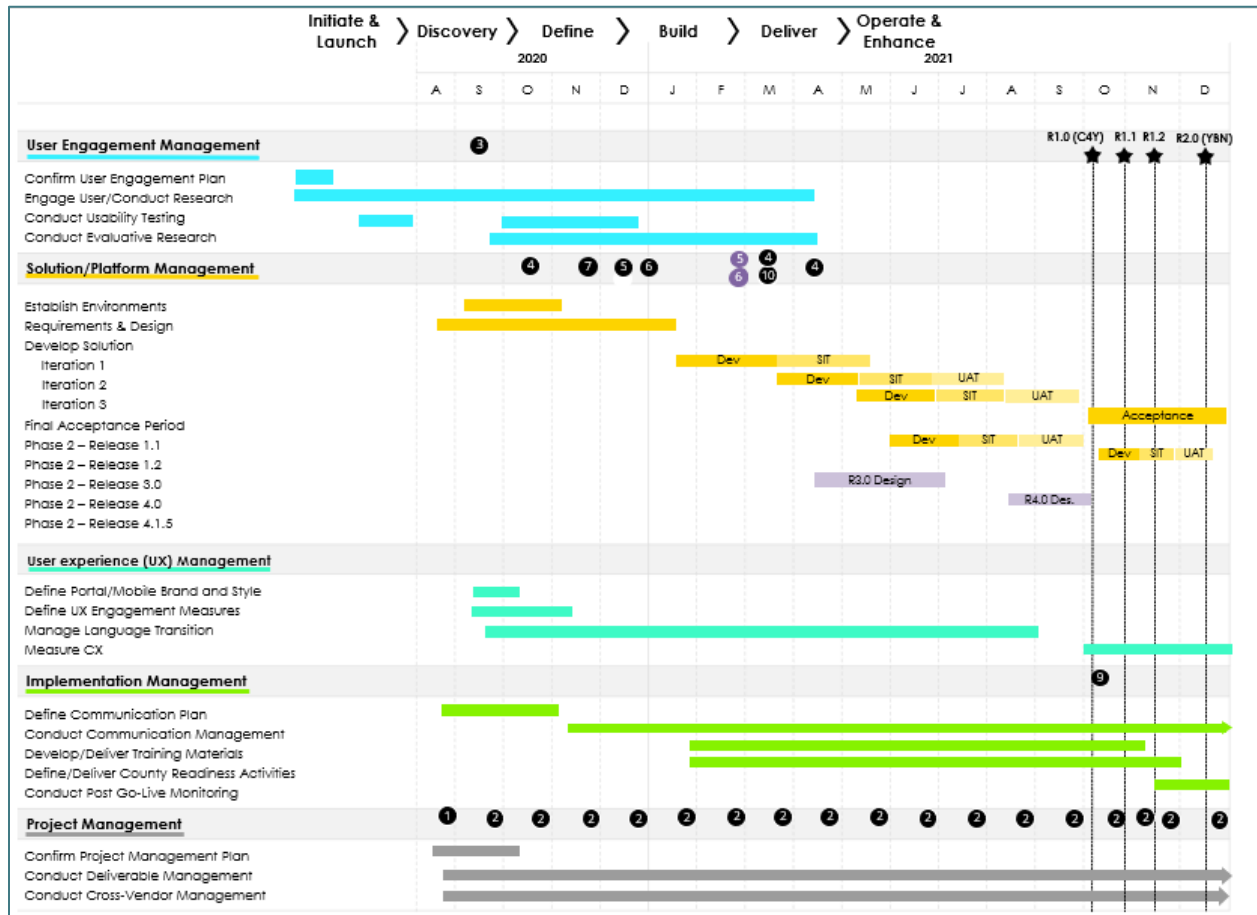 Initiate & Launch Discovery Define Build Deliver Operate & Enhance
2020 2021
A S O N D J F M A M J J A S O N D
R1.0 (C4Y) R1.1 R1.2 R2.0 (YBN)
User Engagement Management 3
Confirm User Engagement Plan
Engage User/Conduct Research
Conduct Usability Testing
Conduct Evaluative Research
Solution/Platform Management 4 7 5 6 5 6 4 10 4
Establish Environments
Requirements & Design
Develop Solution
Iteration 1 Dev SIT
Iteration 2 Dev SIT UAT
Iteration 3 Dev SIT UAT
Final Acceptance Period Acceptance
Phase 2 – Release 1.1 Dev SIT UAT
Phase 2 – Release 1.2 Dev SIT UAT
Phase 2 – Release 3.0 R3.0 Design
Phase 2 – Release 4.0 R4.0 Des.
Phase 2 – Release 4.1.5
User experience (UX) Management
Define Portal/Mobile Brand and Style
Define UX Engagement Measures
Manage Language Transition
Measure CX
Implementation Management 9
Define Communication Plan
Conduct Communication Management
Develop/Deliver Training Materials
Define/Deliver County Readiness Activities
Conduct Post Go-Live Monitoring
Project Management 1 2 2 2 2 2 2 2 2 2 2 2 2 2 2 2 2 2
Confirm Project Management Plan
Conduct Deliverable Management
Conduct Cross-Vendor Management